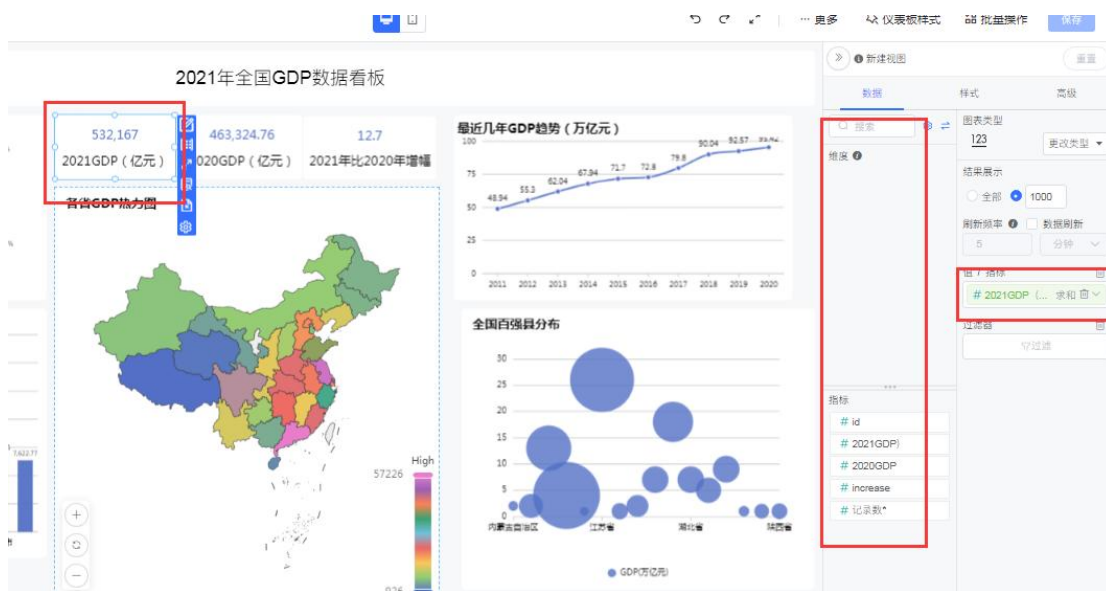 更多
仪表板样式
批量操作
保存
新建视图
重置
2021年全国GDP数据看板
数据
样式
高级
搜索
维度
图表类型
123
更改类型
结果展示
全部
1000
刷新频率
数据刷新
5
分钟
值 / 指标
# 2021GDP (... 求和
过滤器
过滤
532,167
2021GDP(亿元)
463,324.76
020GDP(亿元)
12.7
2021年比2020年增幅
各省GDP热力图
High
57226
最近几年GDP趋势(万亿元)
100
75
50
25
0
48.94
55.3
62.04
67.94
71.7
72.8
79.8
90.04
92.57
2011
2012
2013
2014
2015
2016
2017
2018
2019
2020
全国百强县分布
30
25
20
15
10
5
0
内蒙古自治区
江苏省
湖北省
陕西省
GDP(万亿元)
指标
# id
# 2021GDP)
# 2020GDP
# increase
# 记录数*
7,622.77